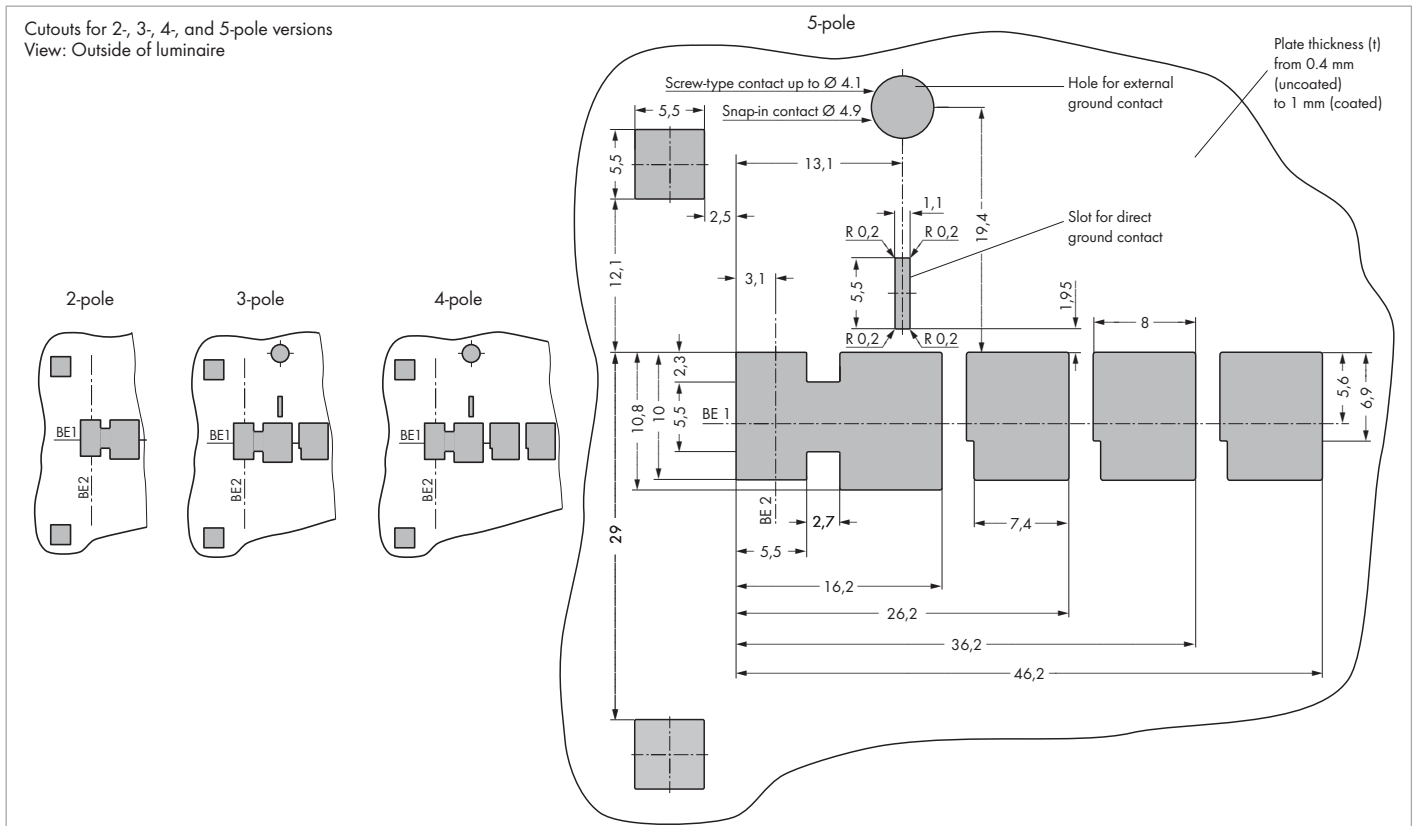 Cutouts for 2-, 3-, 4-, and 5-pole versions
View: Outside of luminaire
5-pole
Plate thickness (t)
from 0.4 mm
(uncoated)
to 1 mm (coated)
Screw-type contact up to Ø 4.1
Snap-in contact Ø 4.9
Hole for external
ground contact
5,5
5,5
13,1
2,5
1,1
19,4
R 0,2
R 0,2
Slot for direct
ground contact
12,1
3,1
5,5
1,95
R 0,2
R 0,2
8
2-pole
3-pole
4-pole
2,3
10,8
10
5,5
BE 1
5,6
6,9
BE1
BE2
BE1
BE2
BE1
BE2
BE 2
2,7
7,4
29
5,5
16,2
26,2
36,2
46,2